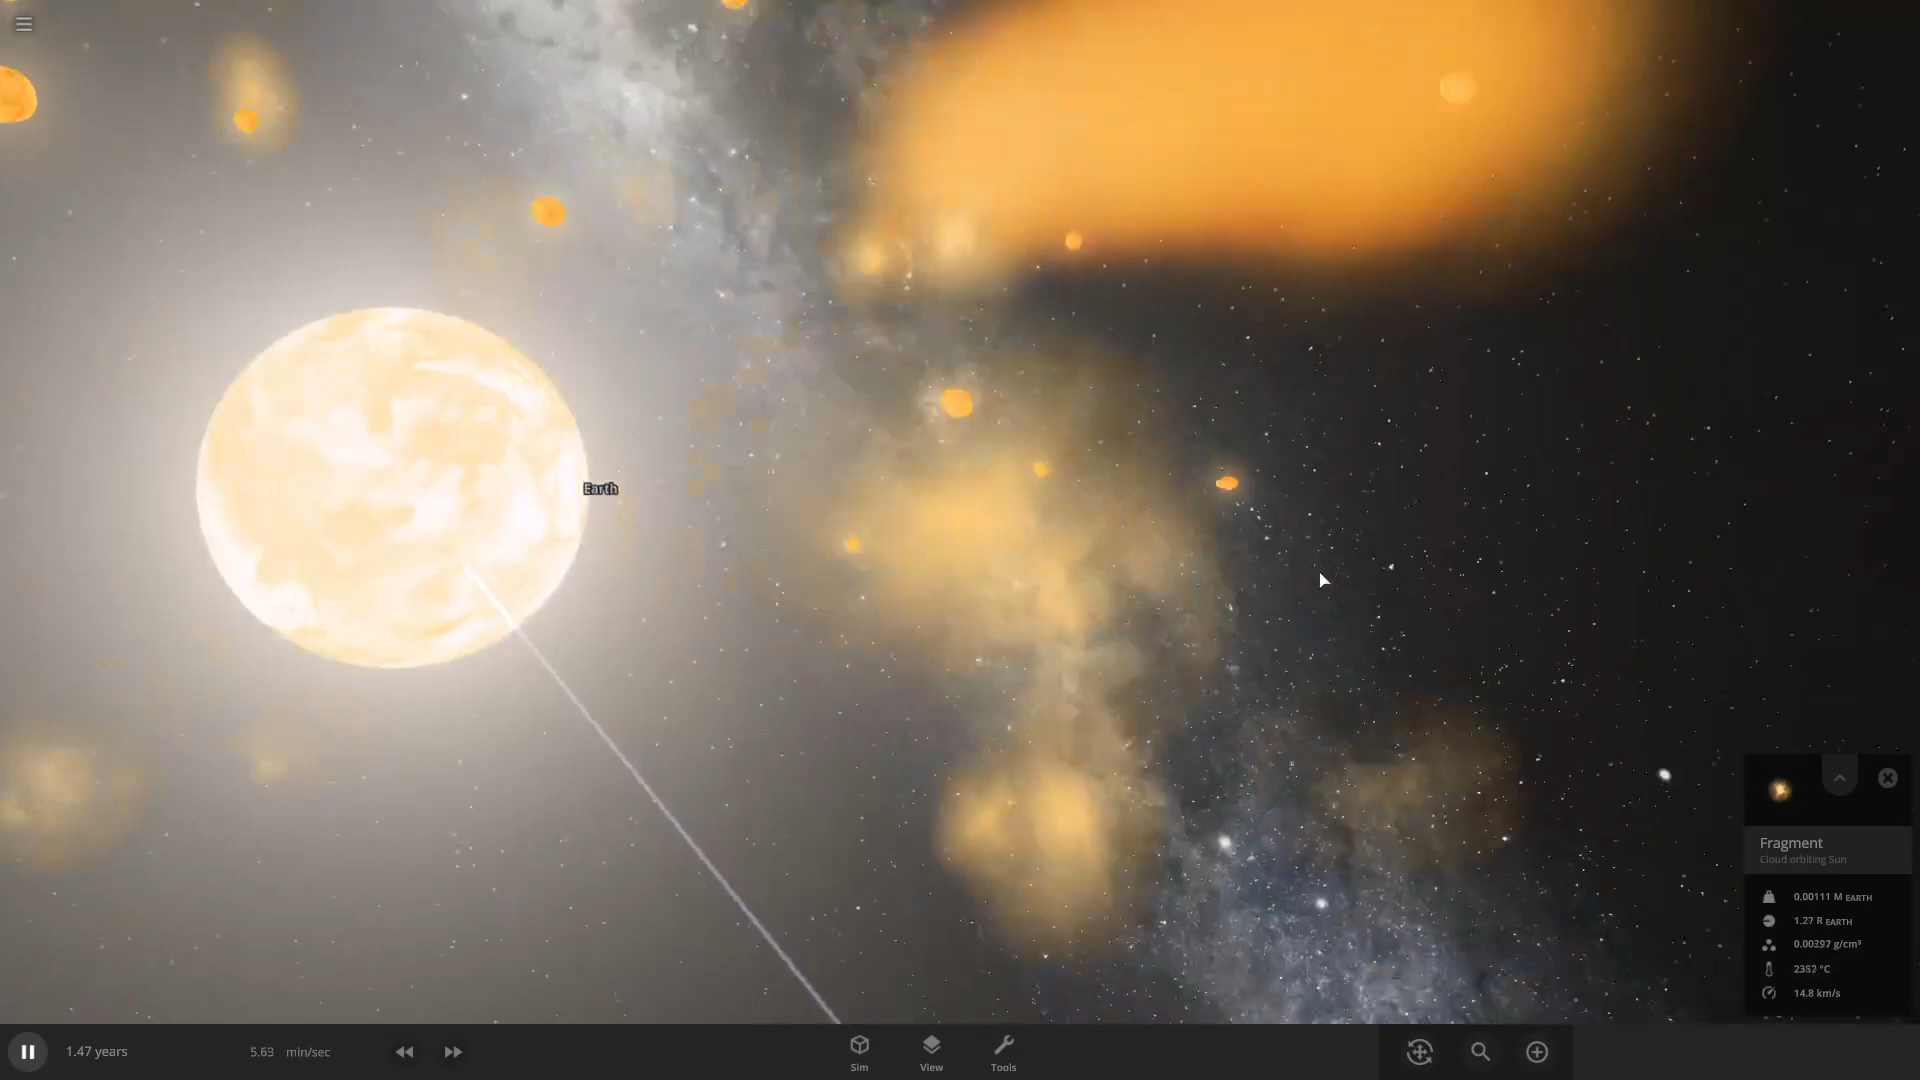 Earth
Fragment
Cloud orbiting Sun
0.00111 M EARTH
1.27 R EARTH
0.00297 g/cm³
2352 °C
14.8 km/s
1.47 years
5.63 min/sec
Sim
View
Tools